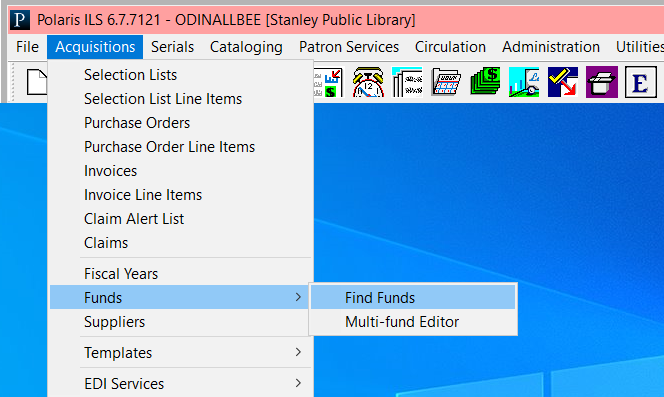 P Polaris ILS 6.7.7121 - ODINALLBEE [Stanley Public Library]
File Acquisitions Serials Cataloging Patron Services Circulation Administration Utilities
12 $ $ E
Selection Lists
Selection List Line Items
Purchase Orders
Purchase Order Line Items
Invoices
Invoice Line Items
Claim Alert List
Claims
Fiscal Years
Funds
Find Funds
Suppliers
Multi-fund Editor
Templates
EDI Services